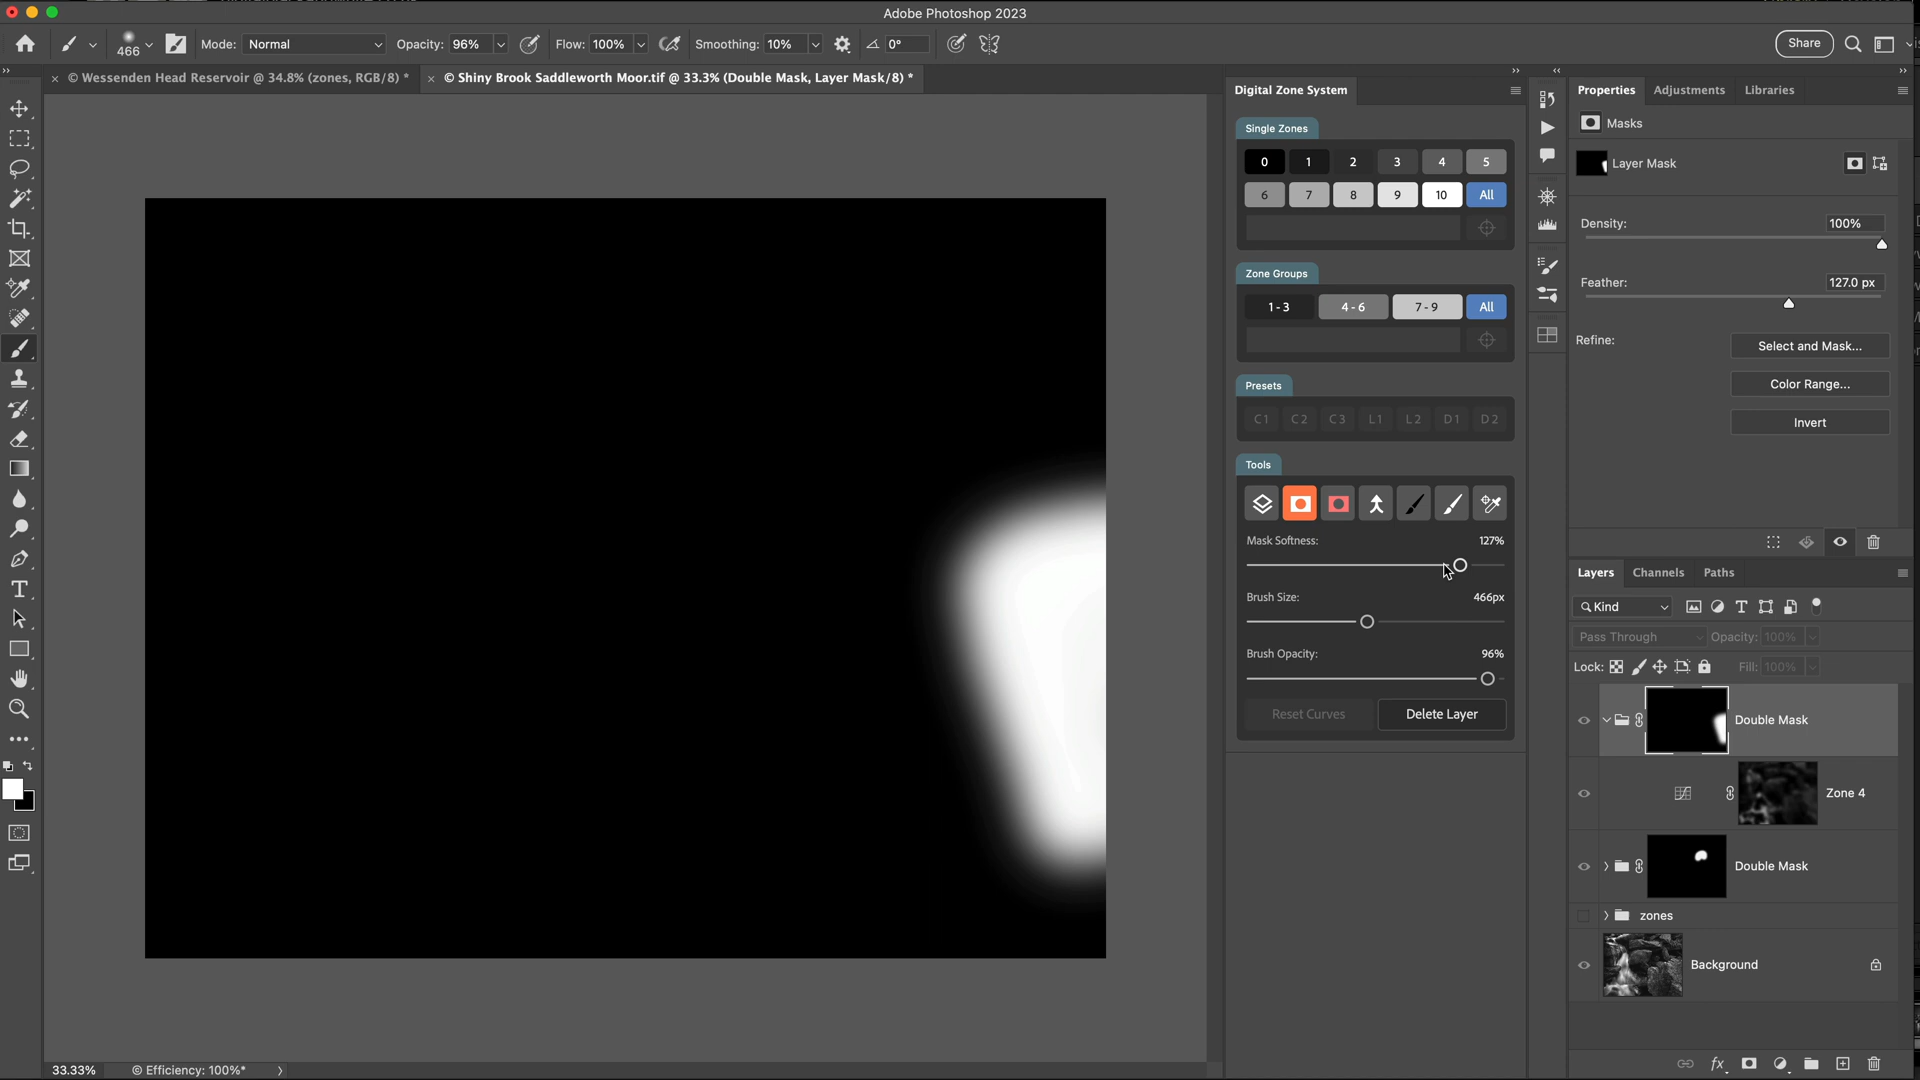 Adobe Photoshop 2023
466
Mode: Normal
Opacity: 96%
Flow: 100%
Smoothing: 10%
0°
Share
© Wessenden Head Reservoir @ 34.8% (zones, RGB/8) *
© Shiny Brook Saddleworth Moor.tif @ 33.3% (Double Mask, Layer Mask/8) *
Digital Zone System
Single Zones
0 1 2 3 4 5
6 7 8 9 10 All
Zone Groups
1 - 3 4 - 6 7 - 9 All
Presets
C1 C2 C3 L1 L2 D1 D2
Tools
Mask Softness: 127%
Brush Size: 466px
Brush Opacity: 96%
Reset Curves Delete Layer
Properties Adjustments Libraries
Masks
Layer Mask
Density: 100%
Feather: 127.0 px
Refine:
Select and Mask...
Color Range...
Invert
Layers Channels Paths
Kind
Pass Through Opacity: 100%
Lock: Fill: 100%
Double Mask
Zone 4
Double Mask
zones
Background
fx
33.33% © Efficiency: 100%*